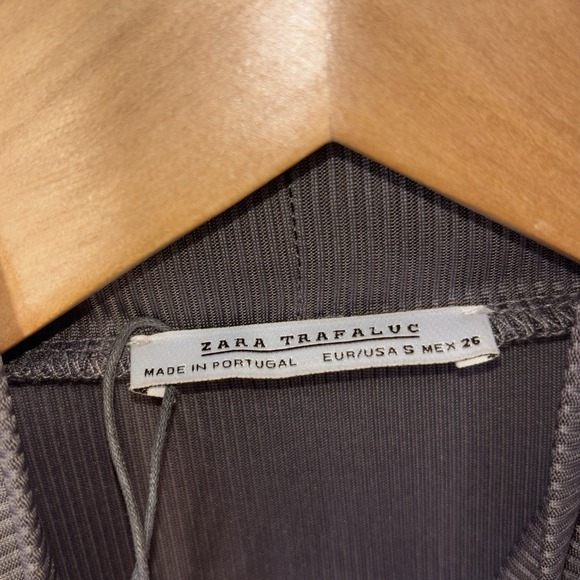 ZARA TRAFALUC
MADE IN PORTUGAL EUR/USA S MEX 26